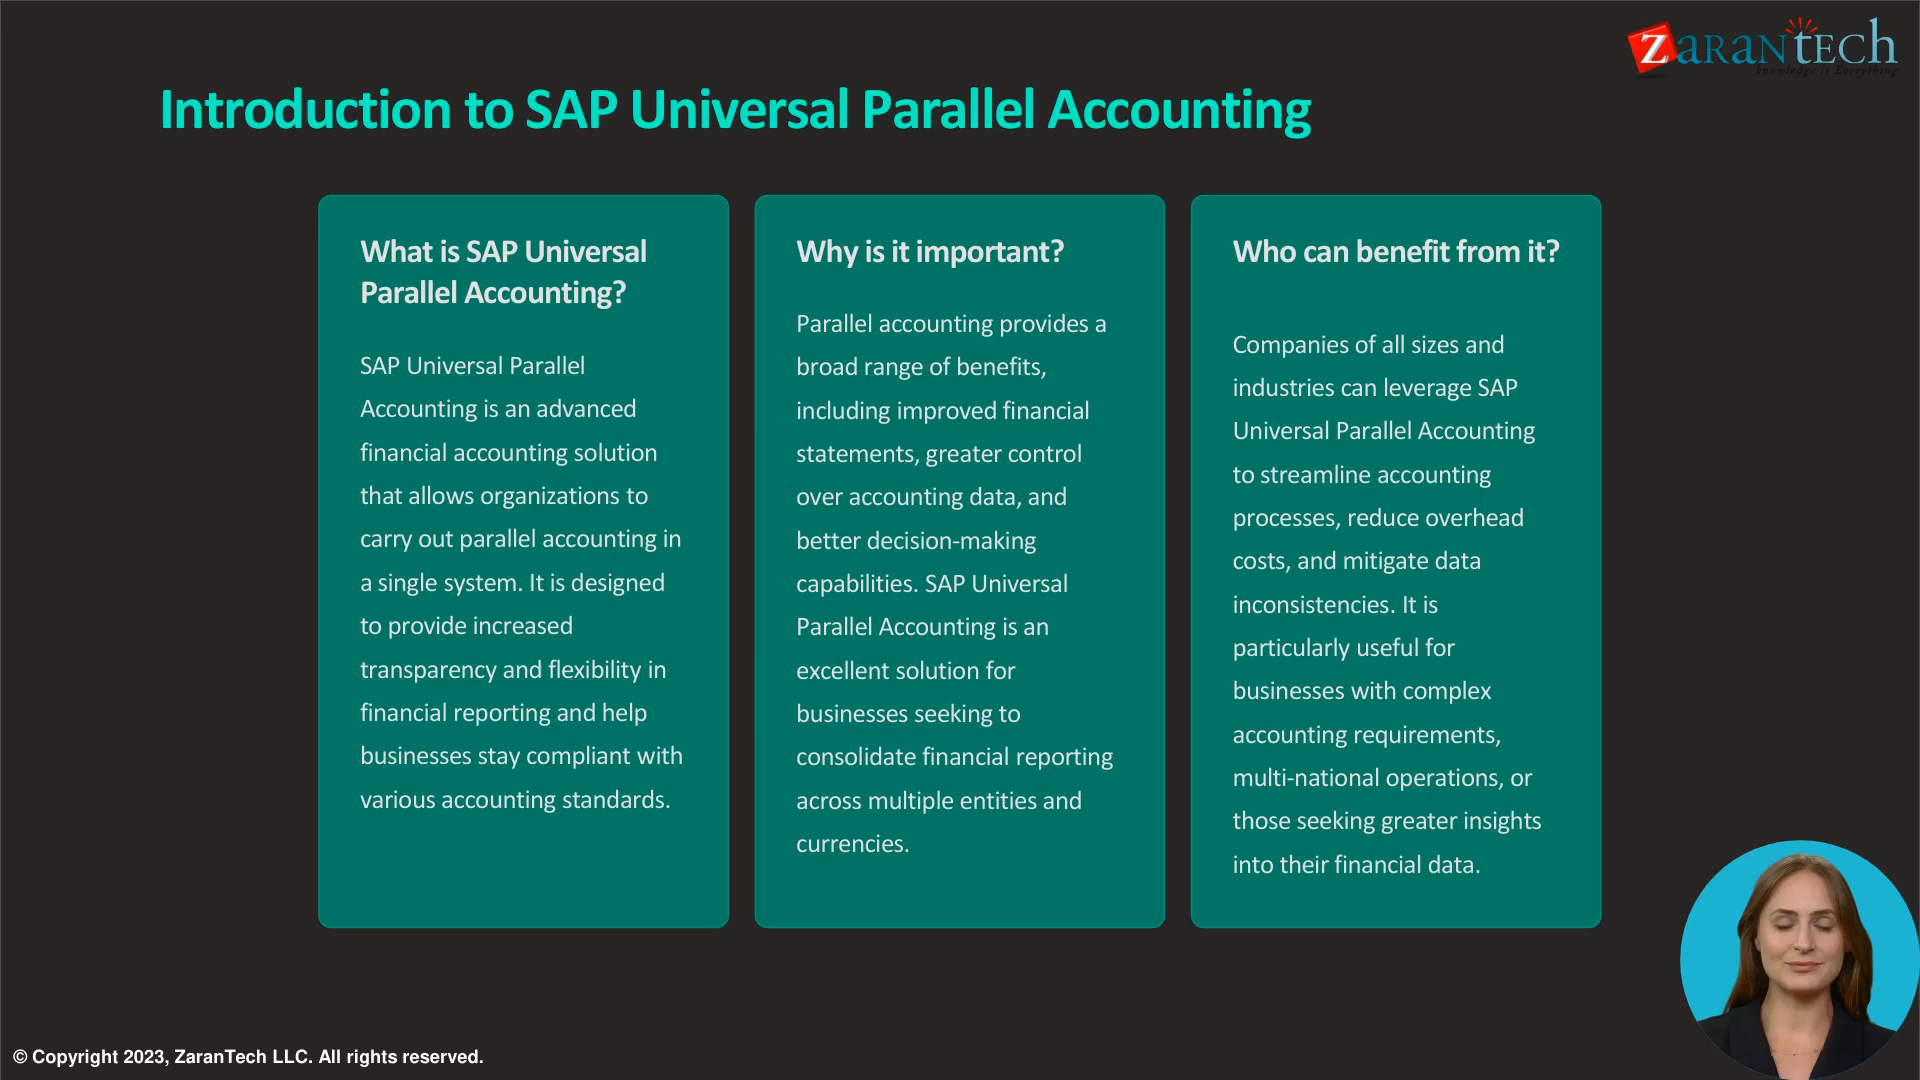 ZaranTech
knowledge is Everything
Introduction to SAP Universal Parallel Accounting
What is SAP Universal
Parallel Accounting?
SAP Universal Parallel
Accounting is an advanced
financial accounting solution
that allows organizations to
carry out parallel accounting in
a single system. It is designed
to provide increased
transparency and flexibility in
financial reporting and help
businesses stay compliant with
various accounting standards.
Why is it important?
Parallel accounting provides a
broad range of benefits,
including improved financial
statements, greater control
over accounting data, and
better decision-making
capabilities. SAP Universal
Parallel Accounting is an
excellent solution for
businesses seeking to
consolidate financial reporting
across multiple entities and
currencies.
Who can benefit from it?
Companies of all sizes and
industries can leverage SAP
Universal Parallel Accounting
to streamline accounting
processes, reduce overhead
costs, and mitigate data
inconsistencies. It is
particularly useful for
businesses with complex
accounting requirements,
multi-national operations, or
those seeking greater insights
into their financial data.
© Copyright 2023, ZaranTech LLC. All rights reserved.